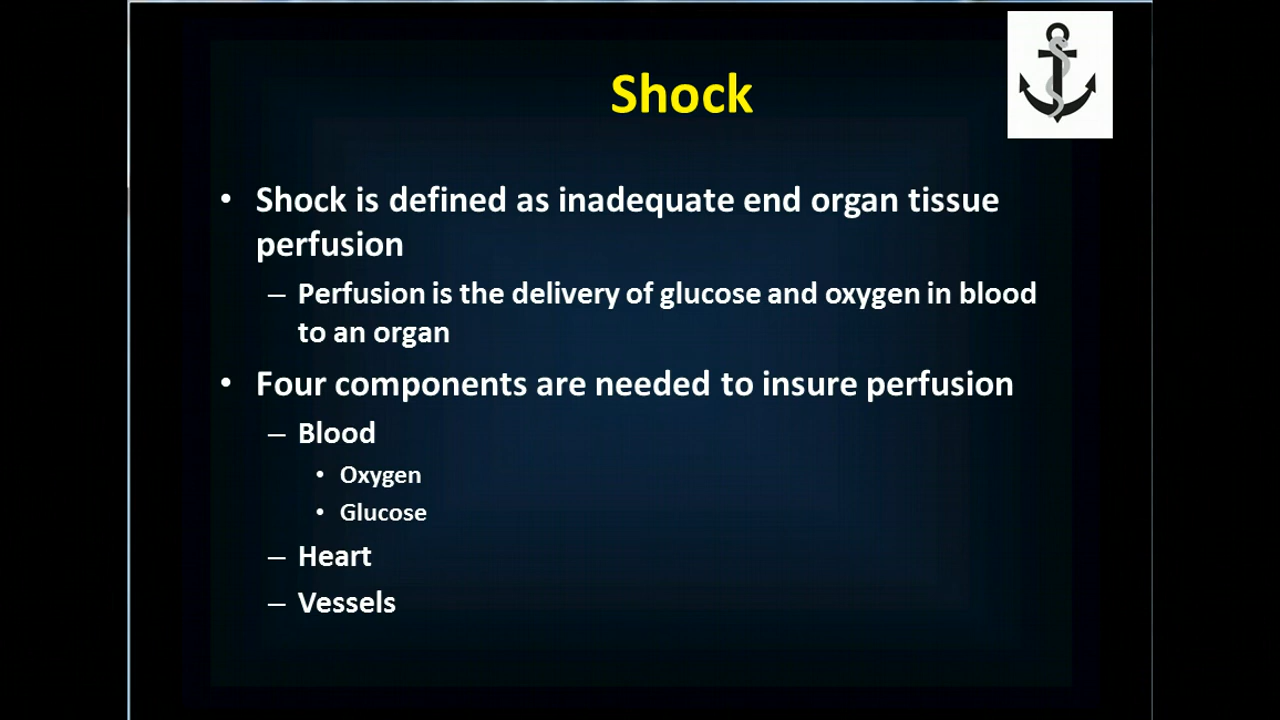 Shock
• Shock is defined as inadequate end organ tissue
perfusion
– Perfusion is the delivery of glucose and oxygen in blood
to an organ
• Four components are needed to insure perfusion
– Blood
• Oxygen
• Glucose
– Heart
– Vessels